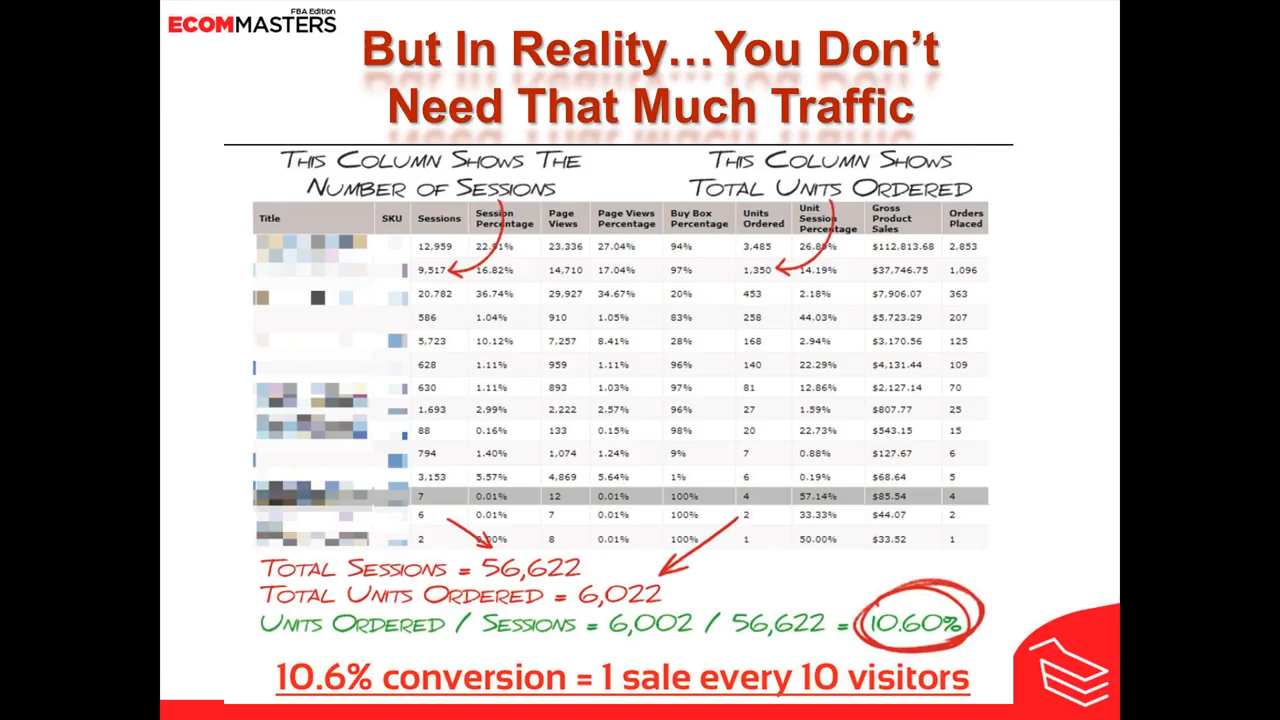 FBA Edition
ECOMMASTERS
But In Reality…You Don’t
Need That Much Traffic
This Column Shows The
Number of Sessions
This Column Shows
Total Units Ordered
Title SKU Sessions Session Percentage Page Views Page Views Percentage Buy Box Percentage Units Ordered Unit Session Percentage Gross Product Sales Orders Placed
12,959 22.91% 23,336 27.04% 94% 3,485 26.89% $112,813.68 2,853
9,517 16.82% 14,710 17.04% 97% 1,350 14.19% $37,746.75 1,096
20,782 36.74% 29,927 34.67% 20% 453 2.18% $7,906.07 363
586 1.04% 910 1.05% 83% 258 44.03% $5,723.29 207
5,723 10.12% 7,257 8.41% 28% 168 2.94% $3,170.56 125
628 1.11% 959 1.11% 96% 140 22.29% $4,131.44 109
630 1.11% 893 1.03% 97% 81 12.86% $2,127.14 70
1,693 2.99% 2,222 2.57% 96% 27 1.59% $807.77 25
88 0.16% 133 0.15% 98% 20 22.73% $543.15 15
794 1.40% 1,074 1.24% 9% 7 0.88% $127.67 6
3,153 5.57% 4,869 5.64% 1% 6 0.19% $68.64 5
7 0.01% 12 0.01% 100% 4 57.14% $85.54 4
6 0.01% 7 0.01% 100% 2 33.33% $44.07 2
2 0.00% 8 0.01% 100% 1 50.00% $33.52 1
Total Sessions = 56,622
Total Units Ordered = 6,022
Units Ordered / Sessions = 6,002 / 56,622 = 10.60%
10.6% conversion = 1 sale every 10 visitors